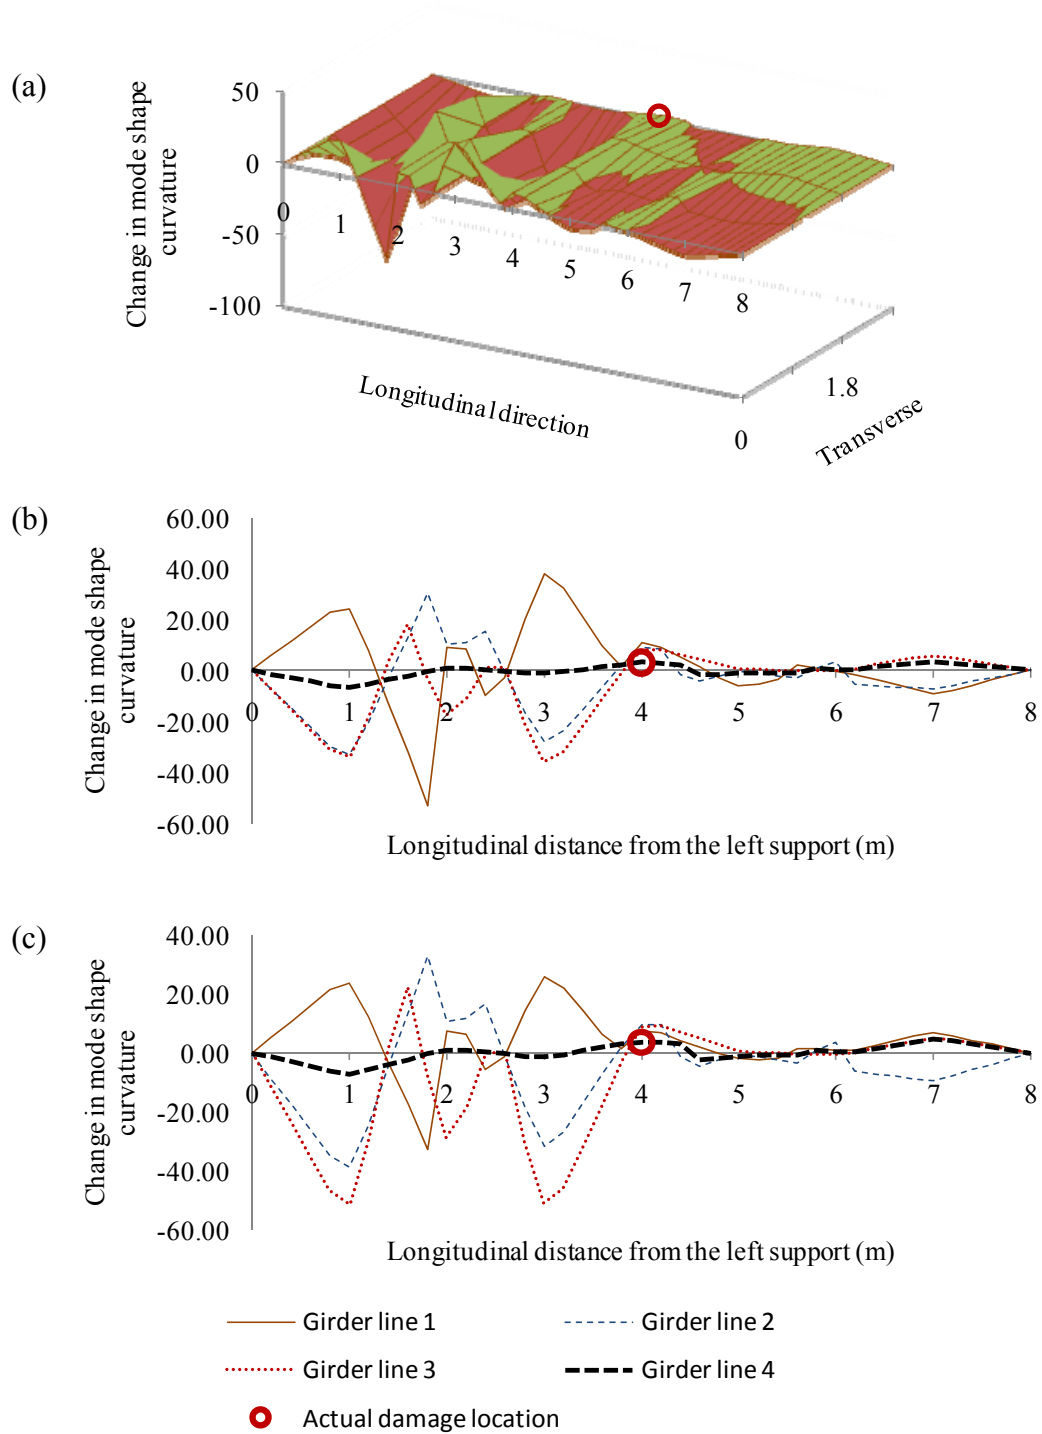 (a)
Change in mode shape
curvature
50
0
-50
-100
0
1
2
3
4
5
6
7
8
Longitudinal direction
0
1.8
Transverse
(b)
Change in mode shape
curvature
60.00
40.00
20.00
0.00
-20.00
-40.00
-60.00
0 1 2 3 4 5 6 7 8
Longitudinal distance from the left support (m)
(c)
Change in mode shape
curvature
40.00
20.00
0.00
-20.00
-40.00
-60.00
0 1 2 3 4 5 6 7 8
Longitudinal distance from the left support (m)
Girder line 1 Girder line 2
Girder line 3 Girder line 4
Actual damage location